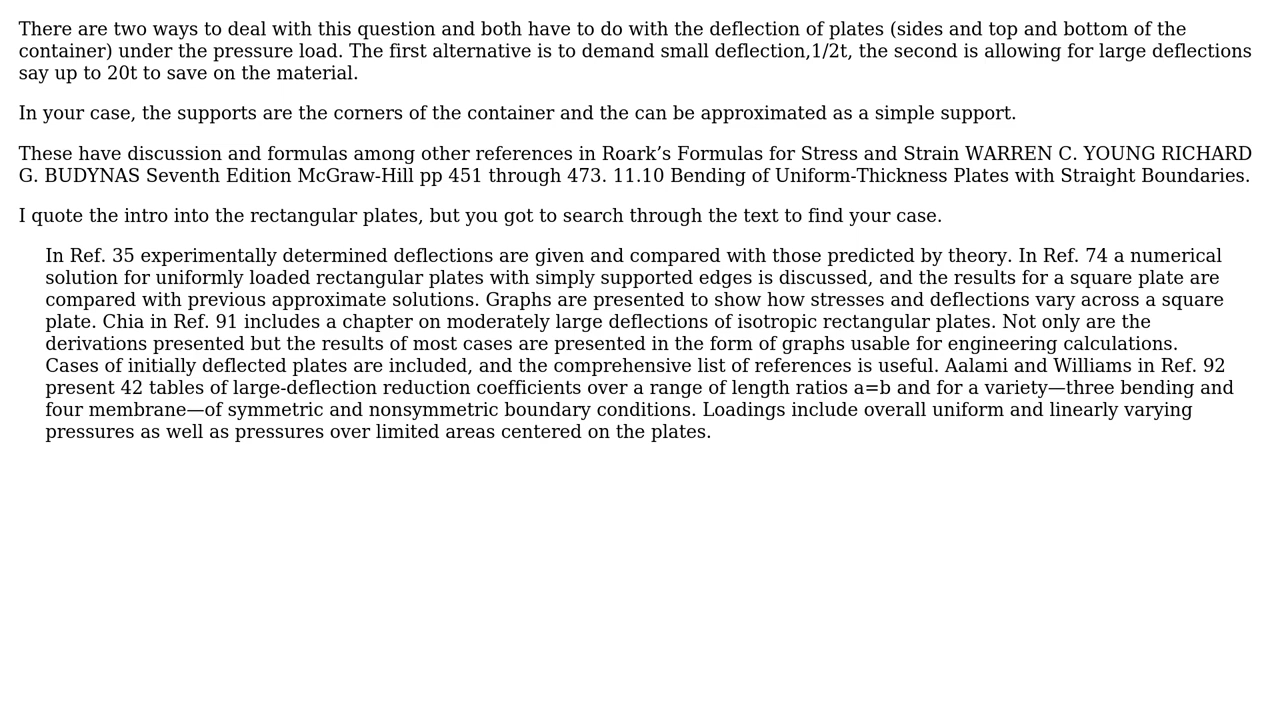 There are two ways to deal with this question and both have to do with the deflection of plates (sides and top and bottom of the
container) under the pressure load. The first alternative is to demand small deflection,1/2t, the second is allowing for large deflections
say up to 20t to save on the material.
In your case, the supports are the corners of the container and the can be approximated as a simple support.
These have discussion and formulas among other references in Roark’s Formulas for Stress and Strain WARREN C. YOUNG RICHARD
G. BUDYNAS Seventh Edition McGraw-Hill pp 451 through 473. 11.10 Bending of Uniform-Thickness Plates with Straight Boundaries.
I quote the intro into the rectangular plates, but you got to search through the text to find your case.
In Ref. 35 experimentally determined deflections are given and compared with those predicted by theory. In Ref. 74 a numerical
solution for uniformly loaded rectangular plates with simply supported edges is discussed, and the results for a square plate are
compared with previous approximate solutions. Graphs are presented to show how stresses and deflections vary across a square
plate. Chia in Ref. 91 includes a chapter on moderately large deflections of isotropic rectangular plates. Not only are the
derivations presented but the results of most cases are presented in the form of graphs usable for engineering calculations.
Cases of initially deflected plates are included, and the comprehensive list of references is useful. Aalami and Williams in Ref. 92
present 42 tables of large-deflection reduction coefficients over a range of length ratios a=b and for a variety—three bending and
four membrane—of symmetric and nonsymmetric boundary conditions. Loadings include overall uniform and linearly varying
pressures as well as pressures over limited areas centered on the plates.